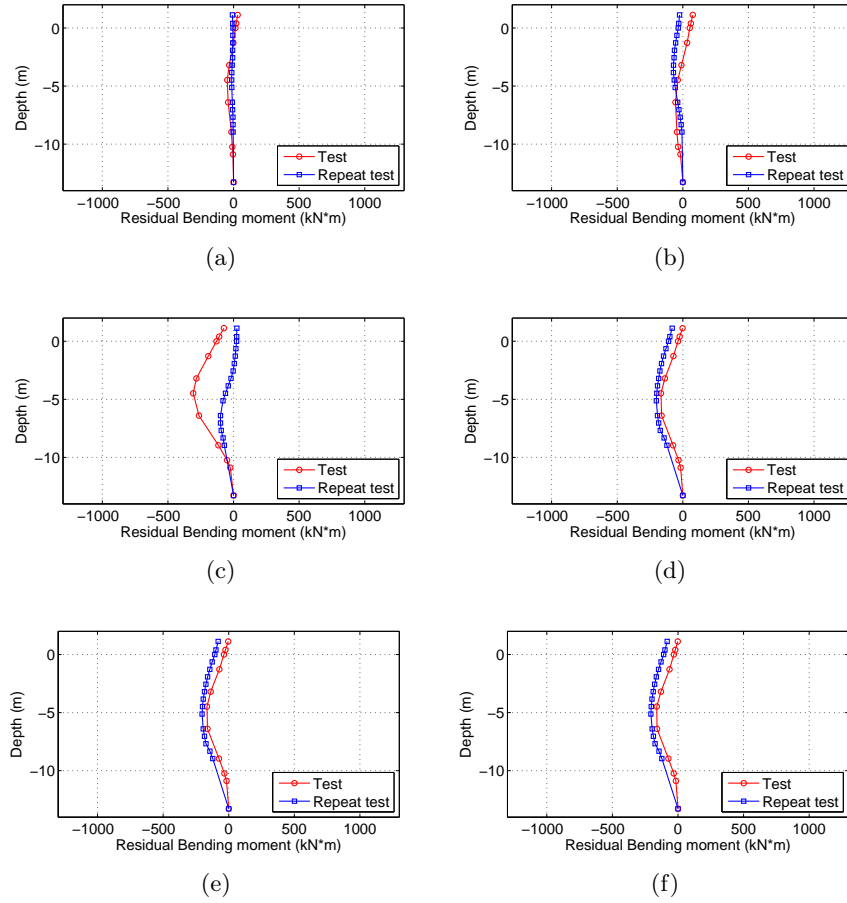 0
−5
−10
Depth (m)
−1000 −500 0 500 1000
Residual Bending moment (kN*m)
Test
Repeat test
(a)
0
−5
−10
Depth (m)
−1000 −500 0 500 1000
Residual Bending moment (kN*m)
Test
Repeat test
(b)
0
−5
−10
Depth (m)
−1000 −500 0 500 1000
Residual Bending moment (kN*m)
Test
Repeat test
(c)
0
−5
−10
Depth (m)
−1000 −500 0 500 1000
Residual Bending moment (kN*m)
Test
Repeat test
(d)
0
−5
−10
Depth (m)
−1000 −500 0 500 1000
Residual Bending moment (kN*m)
Test
Repeat test
(e)
0
−5
−10
Depth (m)
−1000 −500 0 500 1000
Residual Bending moment (kN*m)
Test
Repeat test
(f)